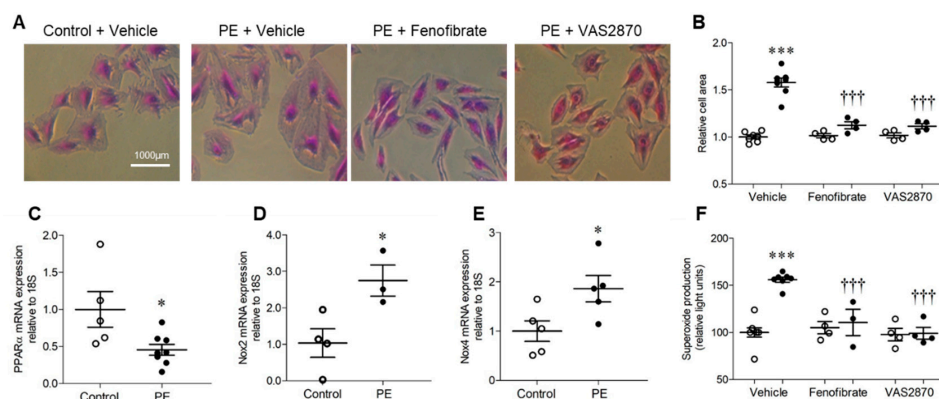 A
Control + Vehicle
PE + Vehicle
PE + Fenofibrate
PE + VAS2870
1000µm
B
Relative cell area
2.0
1.5
1.0
0.5
***
†††
†††
Vehicle
Fenofibrate
VAS2870
C
PPARα mRNA expression
relative to 18S
2.0
1.5
1.0
0.5
0.0
*
Control
PE
D
Nox2 mRNA expression
relative to 18S
4.0
3.0
2.0
1.0
0.0
*
Control
PE
E
Nox4 mRNA expression
relative to 18S
3
2
1
0
*
Control
PE
F
Superoxide production
(relative light units)
200
150
100
50
***
†††
†††
Vehicle
Fenofibrate
VAS2870